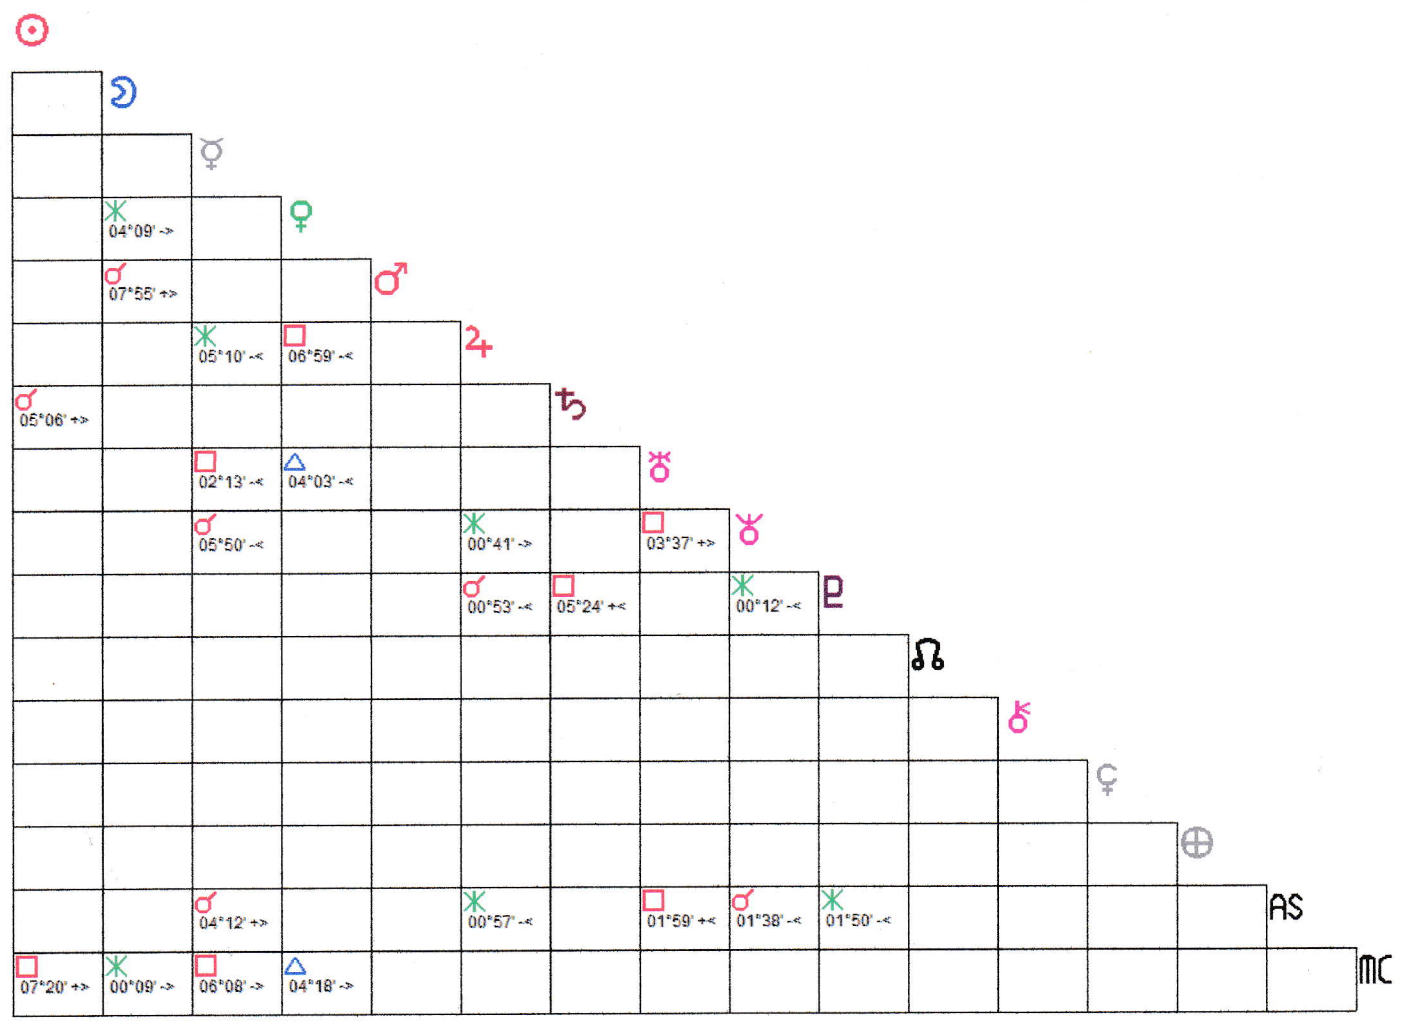 04°09' ->
07°55' +>
05°10' -< 06°59' -<
05°06' +>
02°13' -< 04°03' -<
05°50' -< 00°41' -> 03°37' +>
00°53' -< 05°24' +< 00°12' -<
04°12' +> 00°57' -< 01°59' +< 01°38' -< 01°50' -<
AS
07°20' +> 00°09' -> 06°08' -> 04°18' ->
MC